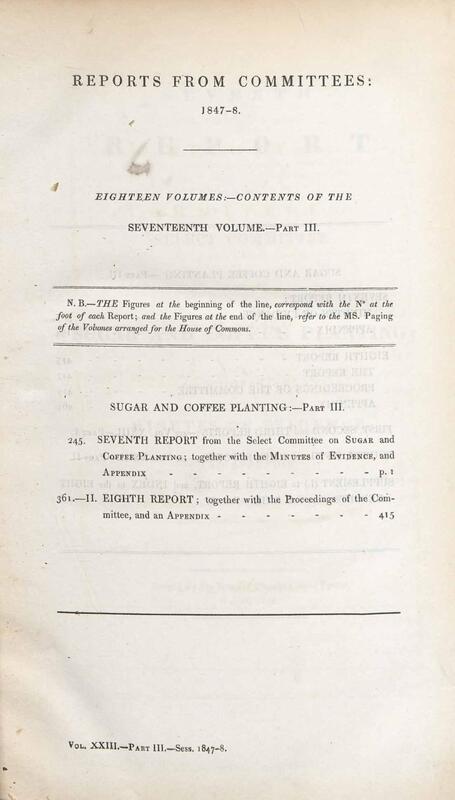 REPORTS FROM COMMITTEES:
1847-8.
EIGHTEEN VOLUMES:—CONTENTS OF THE
SEVENTEENTH VOLUME.—PART III.
N. B.—THE Figures at the beginning of the line, correspond with the N° at the
foot of each Report; and the Figures at the end of the line, refer to the MS. Paging
of the Volumes arranged for the House of Commons.
SUGAR AND COFFEE PLANTING:—PART III.
245. SEVENTH REPORT from the Select Committee on SUGAR and
COFFEE PLANTING; together with the MINUTES of EVIDENCE, and
APPENDIX - - - - - - - - p. 1
361.—II. EIGHTH REPORT; together with the Proceedings of the Com-
mittee, and an APPENDIX - - - - - - 415
VOL. XXIII.—PART III.—SESS. 1847-8.